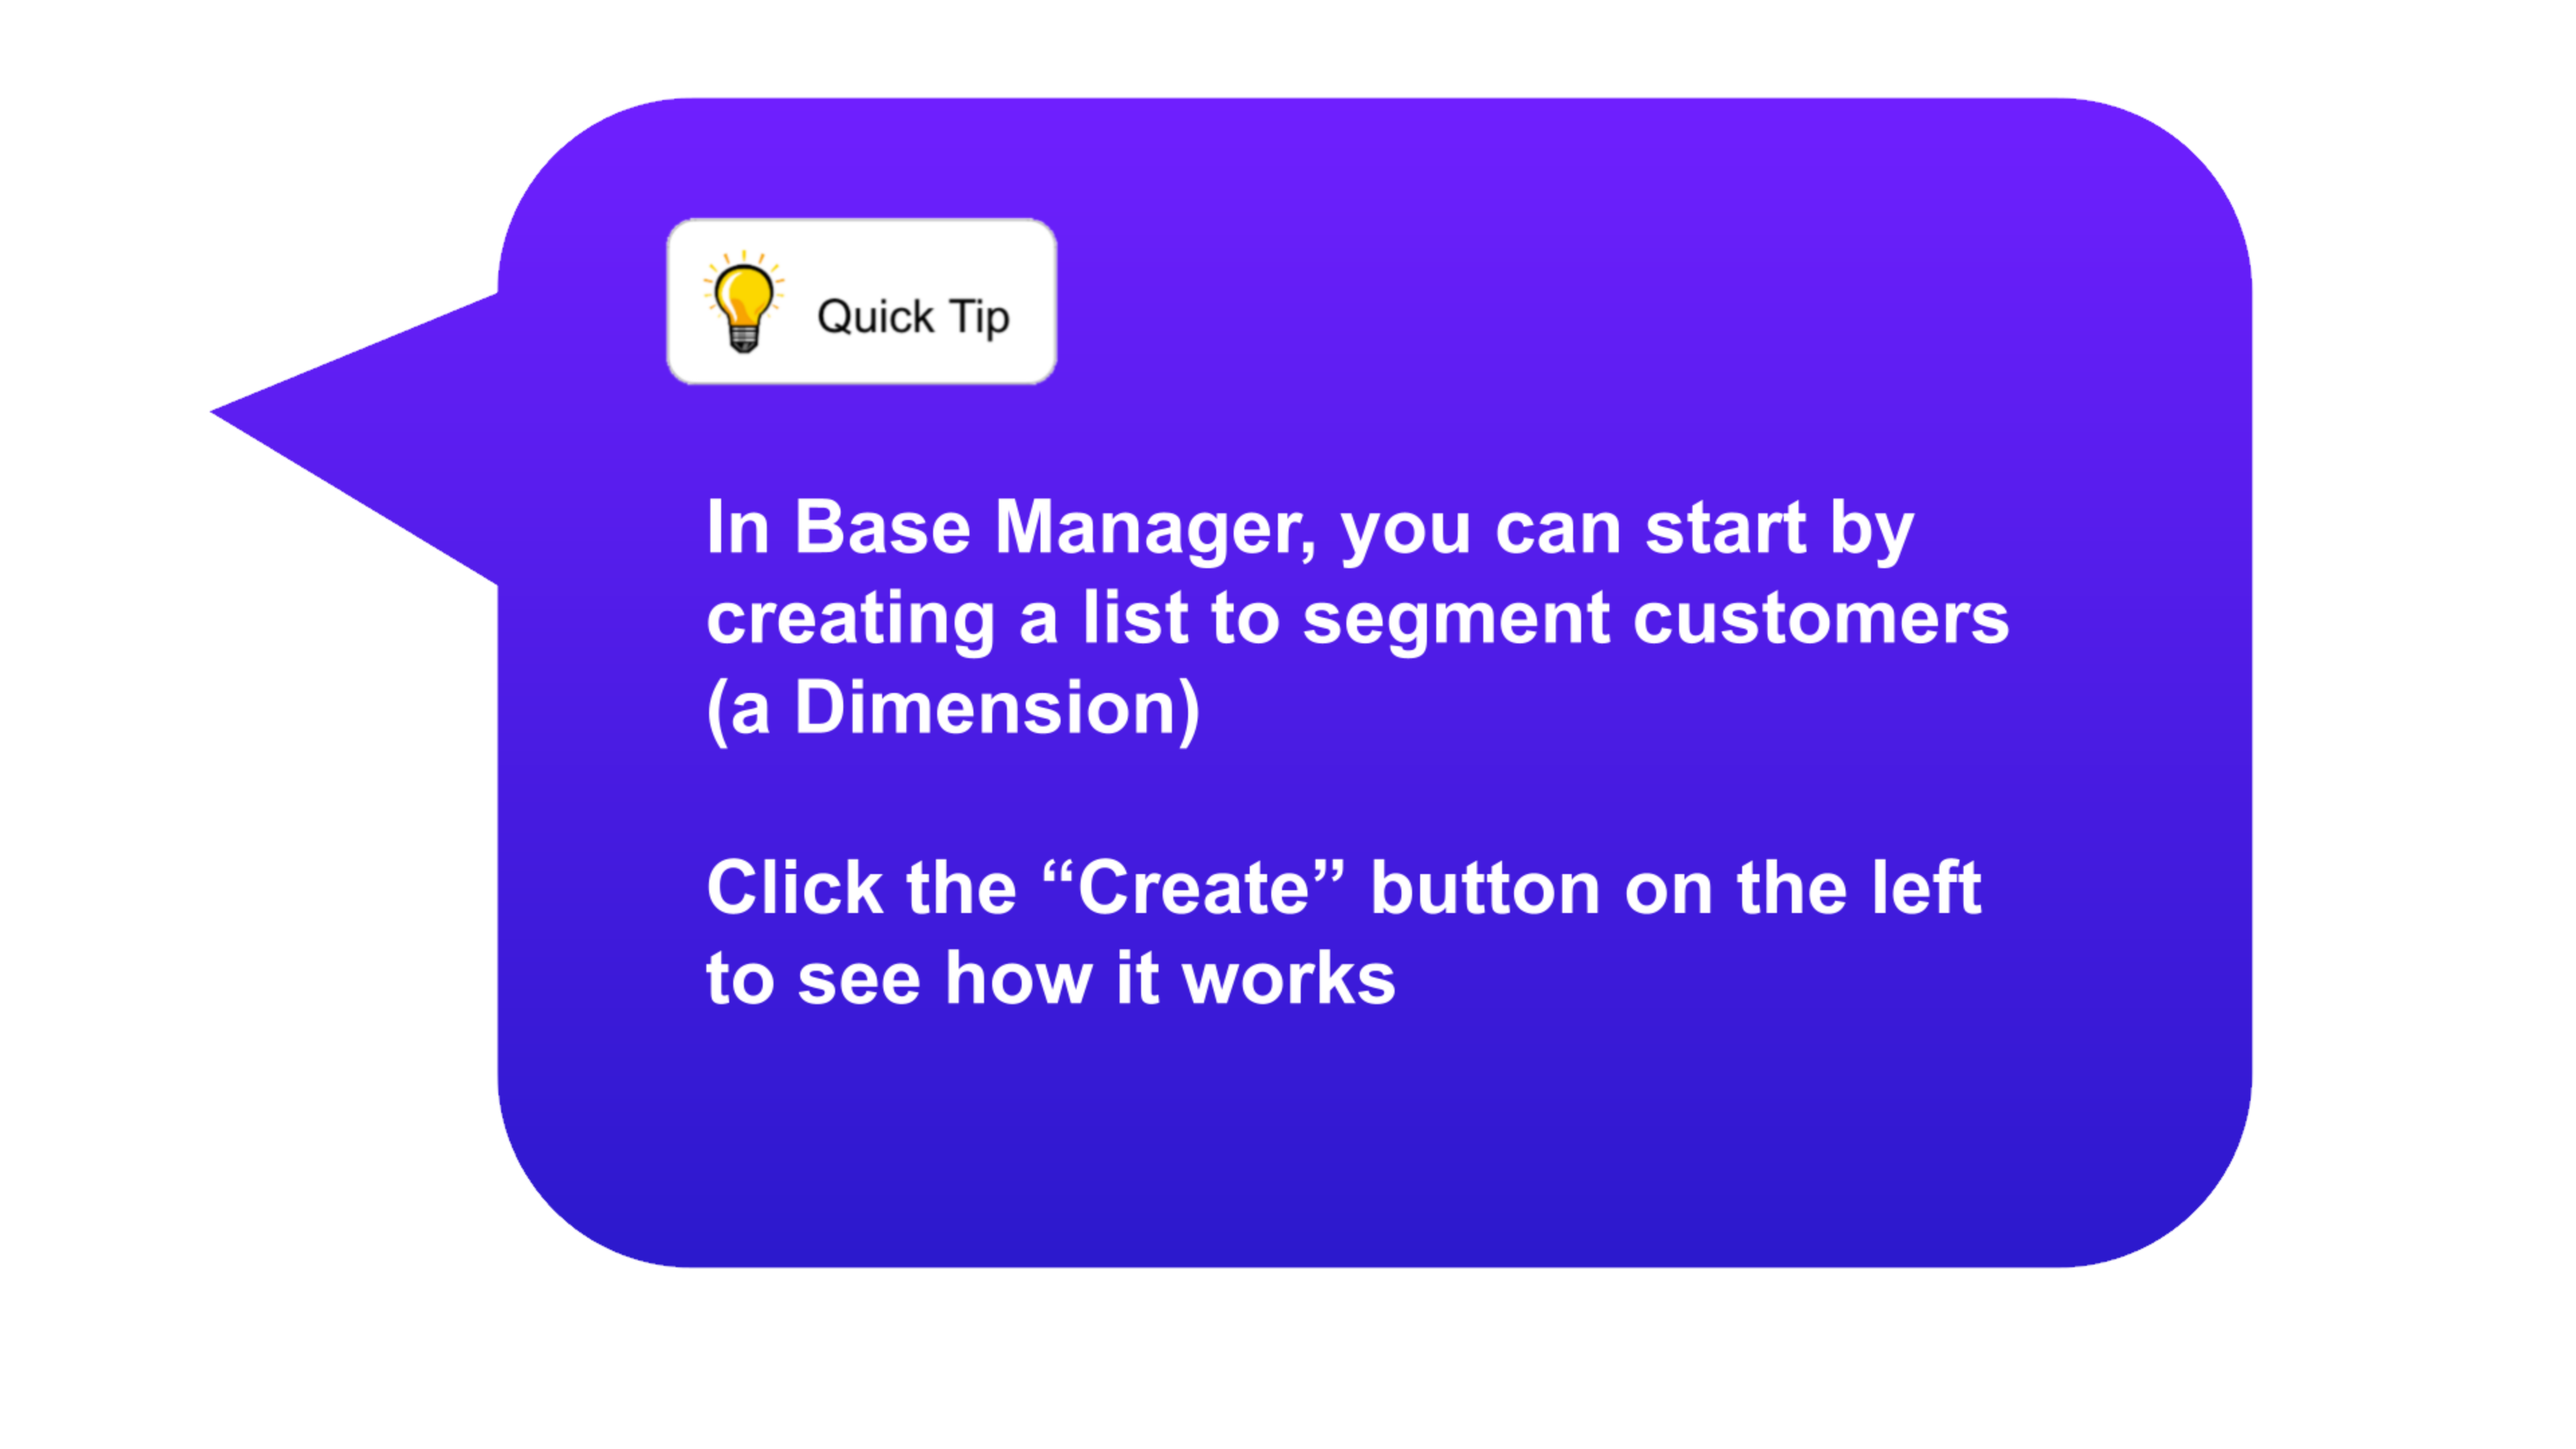 Quick Tip
In Base Manager, you can start by
creating a list to segment customers
(a Dimension)
Click the “Create” button on the left
to see how it works